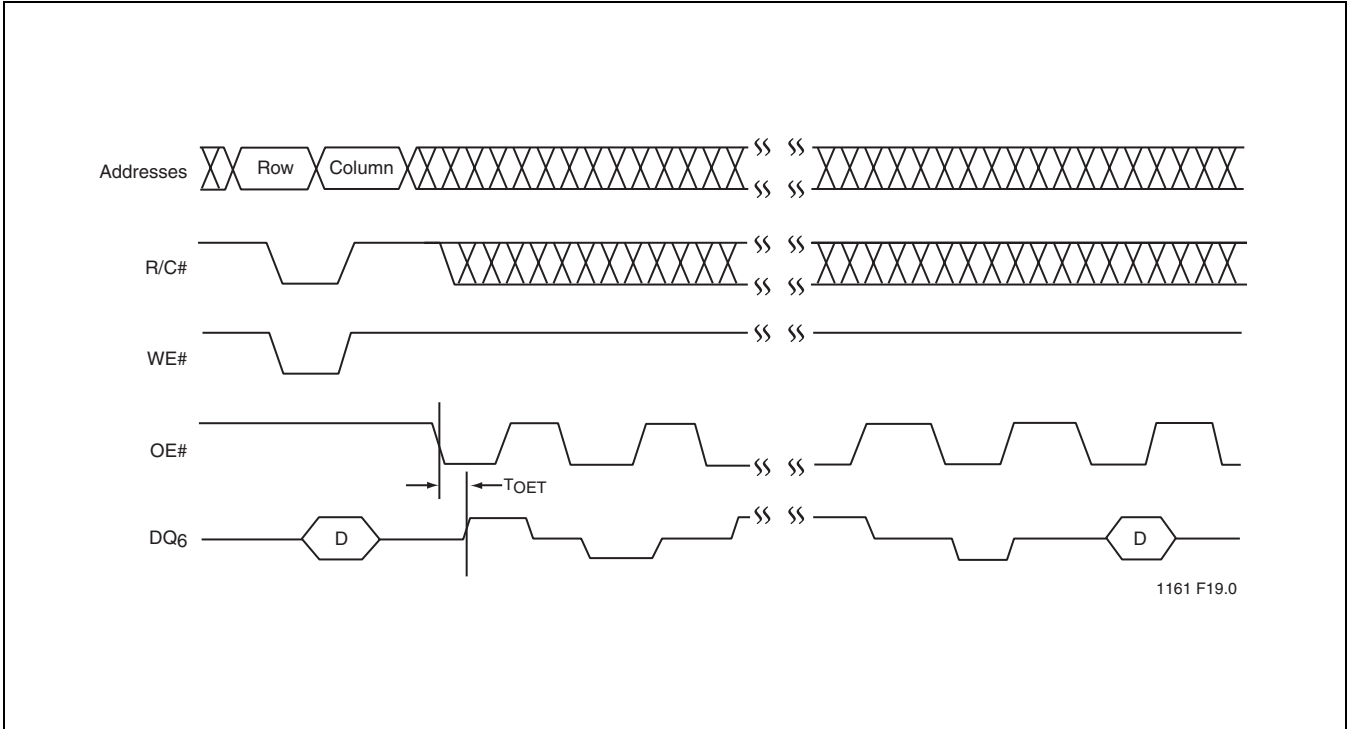 Addresses
Row
Column
R/C#
WE#
OE#
TOET
DQ6
D
D
1161 F19.0